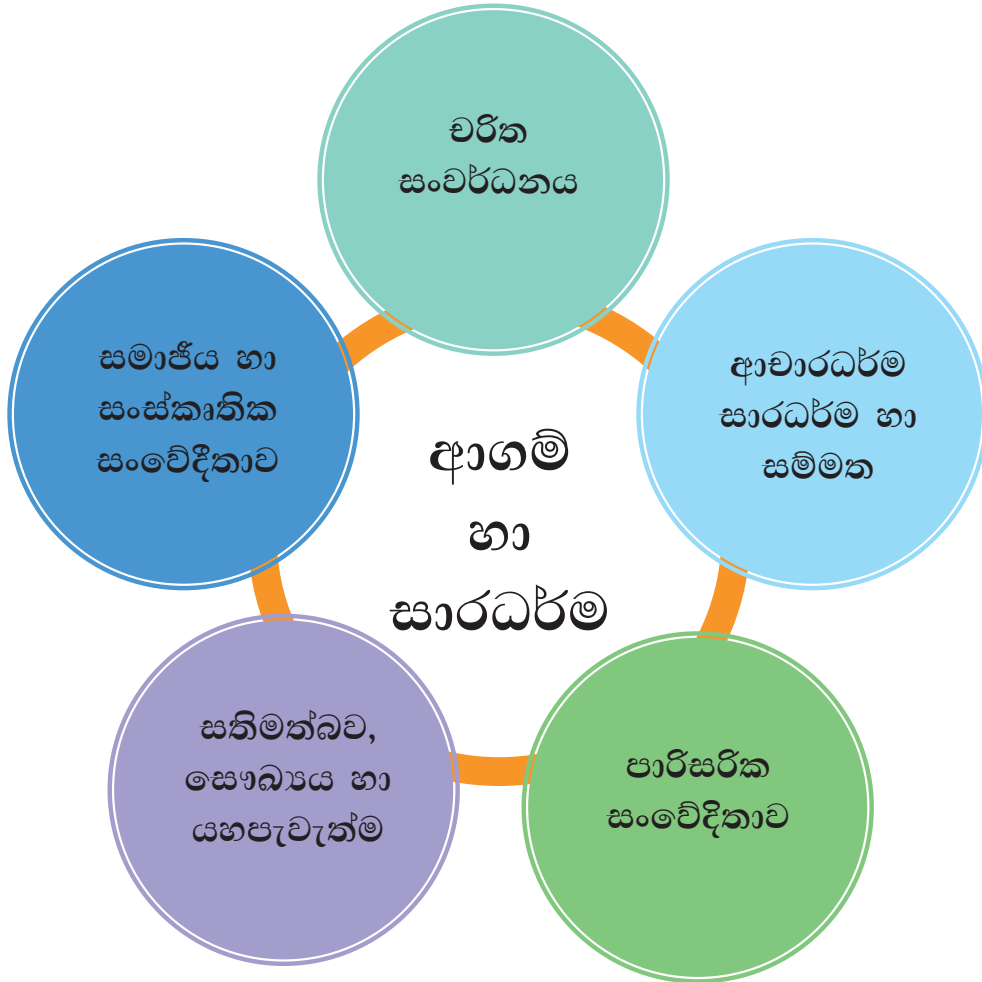 චරිත
සංවර්ධනය
ආචාරධර්ම
සාරධර්ම හා
සම්මත
පාරිසරික
සංවේදිතාව
සතිමත්බව,
සෞඛ්‍යය හා
යහපැවැත්ම
සමාජීය හා
සංස්කෘතික
සංවේදීතාව
ආගම්
හා
සාරධර්ම